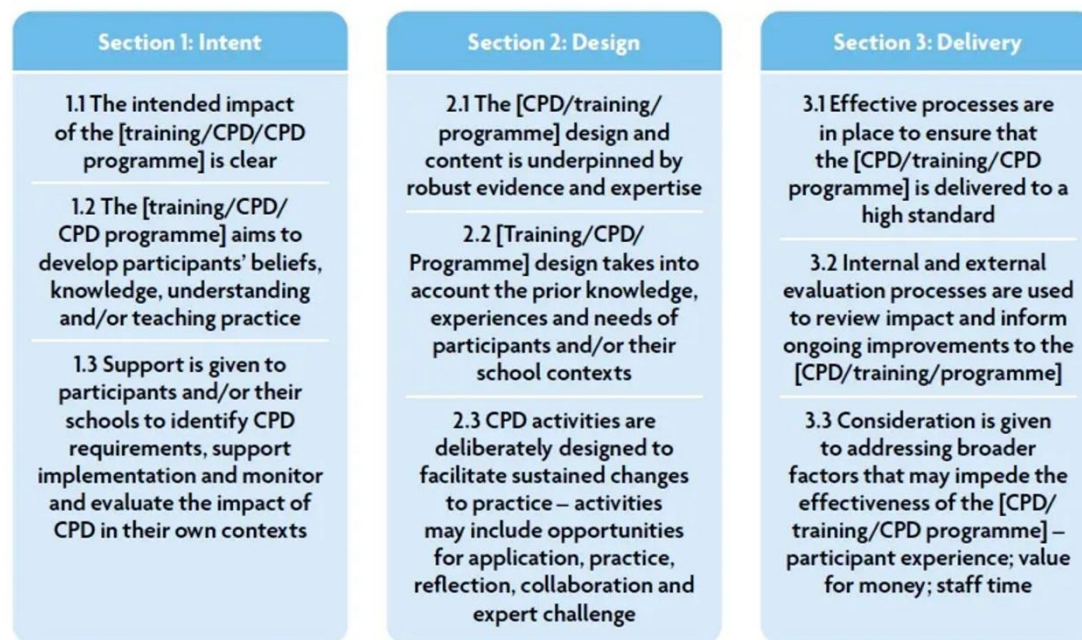 Section 1: Intent
1.1 The intended impact
of the [training/CPD/CPD
programme] is clear
1.2 The [training/CPD/
CPD programme] aims to
develop participants’ beliefs,
knowledge, understanding
and/or teaching practice
1.3 Support is given to
participants and/or their
schools to identify CPD
requirements, support
implementation and monitor
and evaluate the impact of
CPD in their own contexts
Section 2: Design
2.1 The [CPD/training/
programme] design and
content is underpinned by
robust evidence and expertise
2.2 [Training/CPD/
Programme] design takes into
account the prior knowledge,
experiences and needs of
participants and/or their
school contexts
2.3 CPD activities are
deliberately designed to
facilitate sustained changes
to practice – activities
may include opportunities
for application, practice,
reflection, collaboration and
expert challenge
Section 3: Delivery
3.1 Effective processes are
in place to ensure that
the [CPD/training/CPD
programme] is delivered to a
high standard
3.2 Internal and external
evaluation processes are used
to review impact and inform
ongoing improvements to the
[CPD/training/programme]
3.3 Consideration is given
to addressing broader
factors that may impede the
effectiveness of the [CPD/
training/CPD programme] –
participant experience; value
for money; staff time